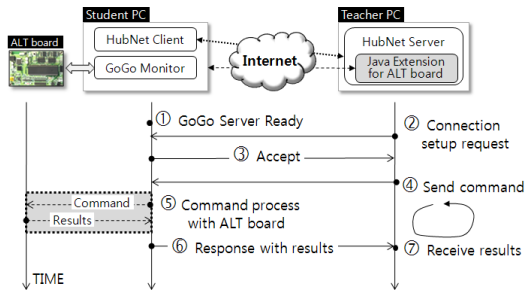 Student PC
Teacher PC
ALT board
HubNet Client
GoGo Monitor
Internet
HubNet Server
Java Extension
for ALT board
① GoGo Server Ready
② Connection
setup request
③ Accept
④ Send command
Command
Results
⑤ Command process
with ALT board
⑥ Response with results
⑦ Receive results
TIME